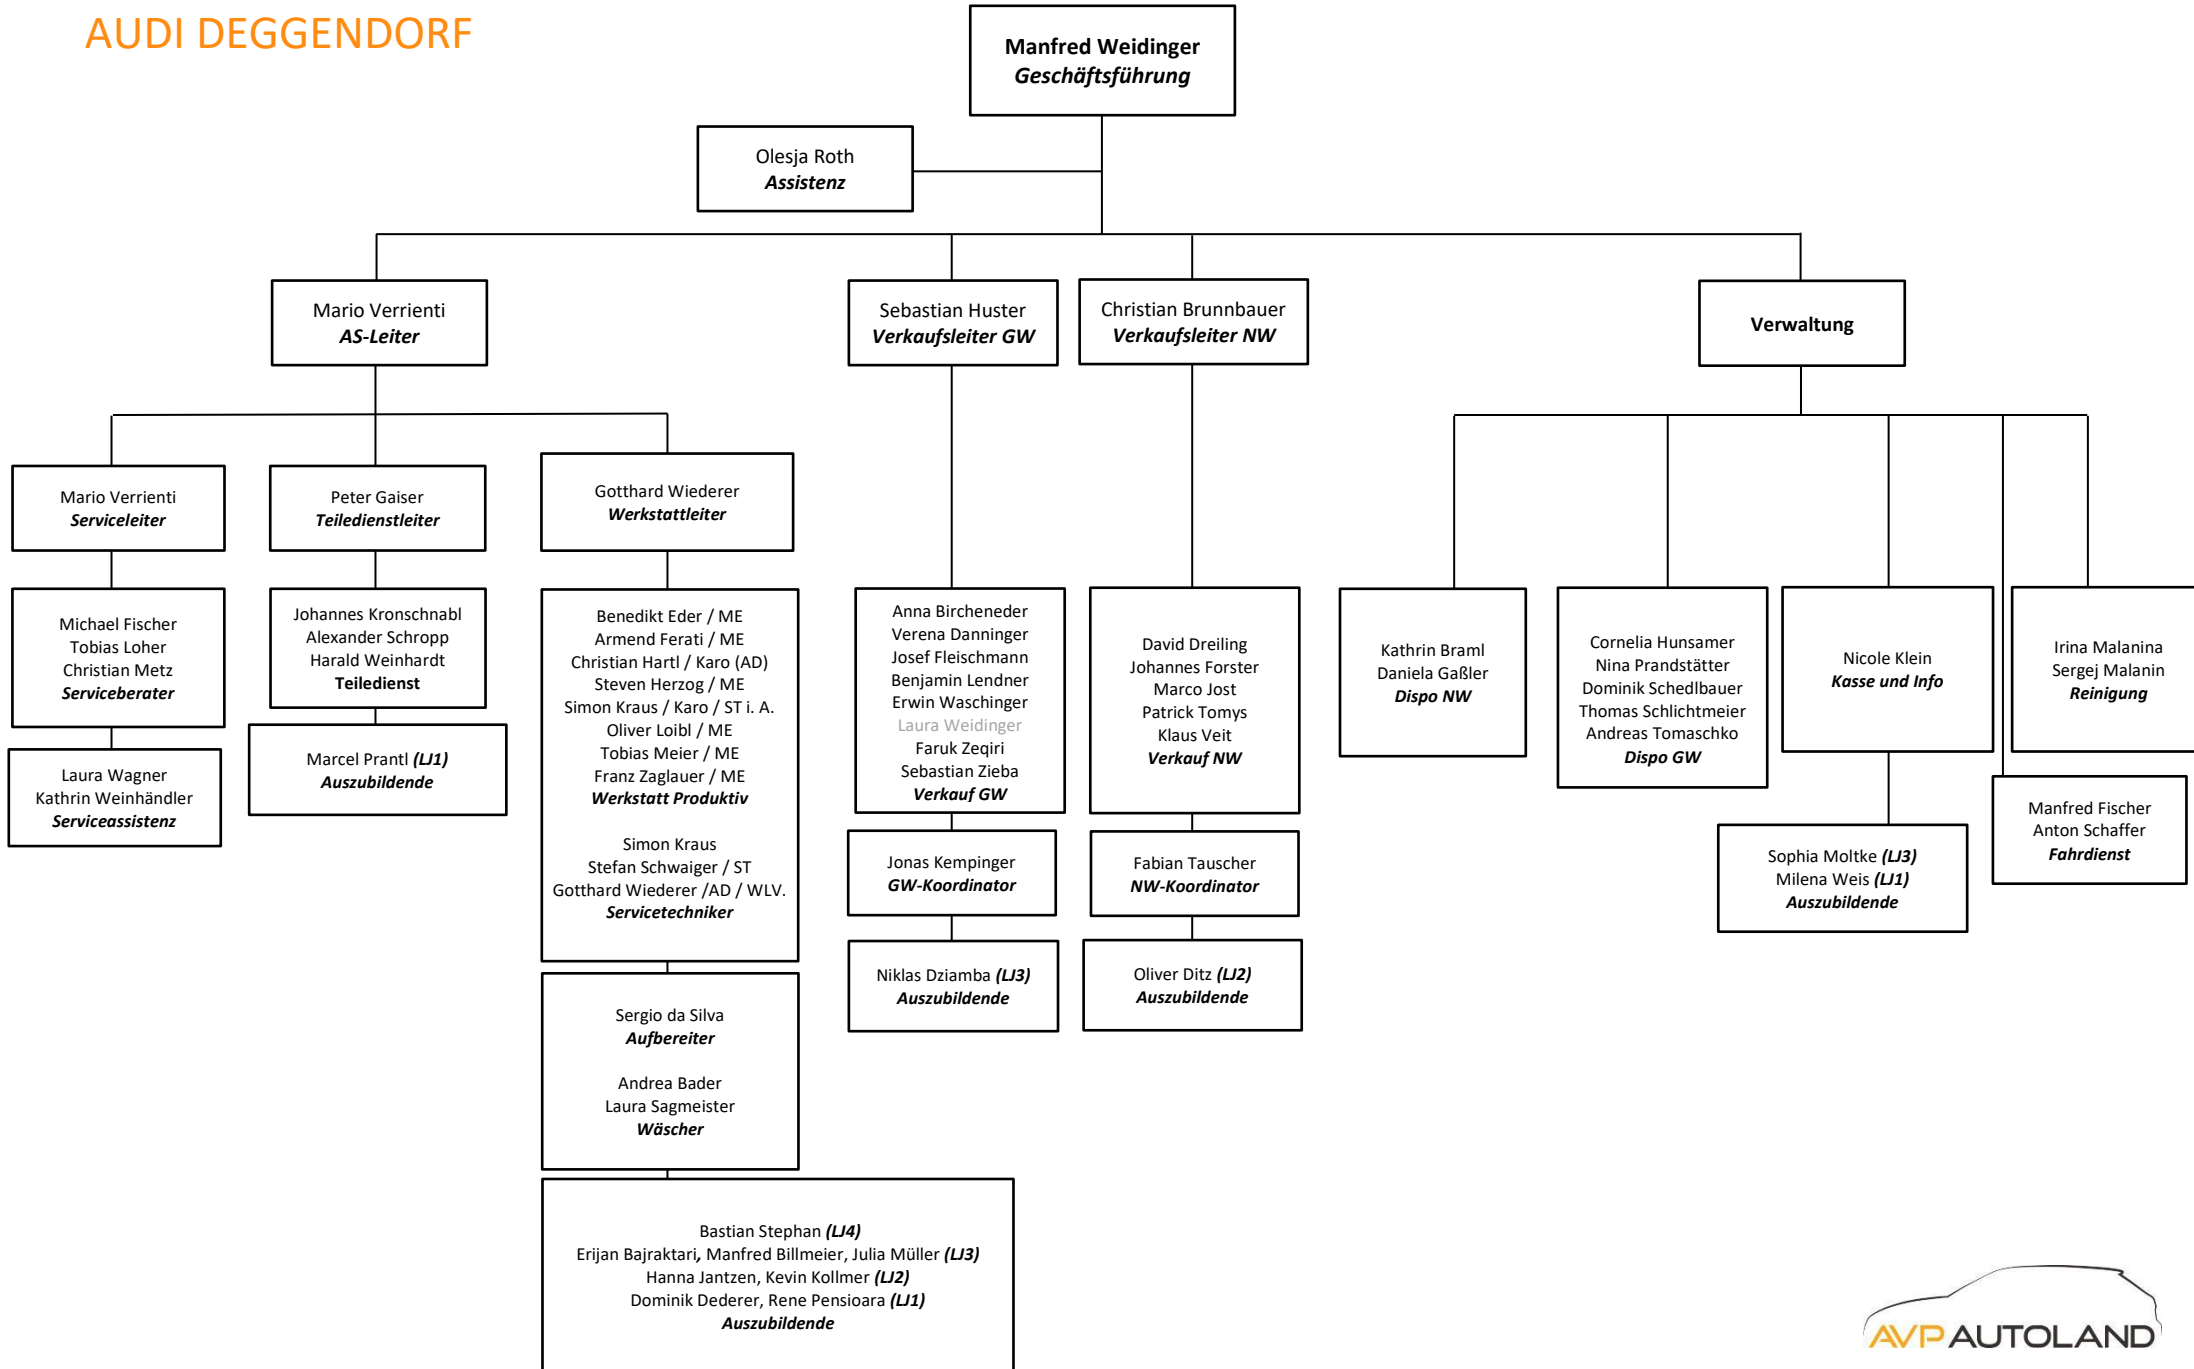 AUDI DEGGENDORF
Manfred Weidinger
Geschäftsführung
Olesja Roth
Assistenz
Mario Verrienti
AS-Leiter
Sebastian Huster
Verkaufsleiter GW
Christian Brunnbauer
Verkaufsleiter NW
Verwaltung
Mario Verrienti
Serviceleiter
Peter Gaiser
Teiledienstleiter
Gotthard Wiederer
Werkstattleiter
Michael Fischer
Tobias Loher
Christian Metz
Serviceberater
Laura Wagner
Kathrin Weinhändler
Serviceassistenz
Johannes Kronschnabl
Alexander Schropp
Harald Weinhardt
Teiledienst
Marcel Prantl (LJ1)
Auszubildende
Benedikt Eder / ME
Armend Ferati / ME
Christian Hartl / Karo (AD)
Steven Herzog / ME
Simon Kraus / Karo / ST i. A.
Oliver Loibl / ME
Tobias Meier / ME
Franz Zaglauer / ME
Werkstatt Produktiv
Simon Kraus
Stefan Schwaiger / ST
Gotthard Wiederer /AD / WLV.
Servicetechniker
Sergio da Silva
Aufbereiter
Andrea Bader
Laura Sagmeister
Wäscher
Bastian Stephan (LJ4)
Erijan Bajraktari, Manfred Billmeier, Julia Müller (LJ3)
Hanna Jantzen, Kevin Kollmer (LJ2)
Dominik Dederer, Rene Pensioara (LJ1)
Auszubildende
Anna Bircheneder
Verena Danninger
Josef Fleischmann
Benjamin Lendner
Erwin Waschinger
Laura Weidinger
Faruk Zeqiri
Sebastian Zieba
Verkauf GW
Jonas Kempinger
GW-Koordinator
Niklas Dziamba (LJ3)
Auszubildende
David Dreiling
Johannes Forster
Marco Jost
Patrick Tomys
Klaus Veit
Verkauf NW
Fabian Tauscher
NW-Koordinator
Oliver Ditz (LJ2)
Auszubildende
Kathrin Braml
Daniela Gaßler
Dispo NW
Cornelia Hunsamer
Nina Prandstätter
Dominik Schedlbauer
Thomas Schlichtmeier
Andreas Tomaschko
Dispo GW
Nicole Klein
Kasse und Info
Sophia Moltke (LJ3)
Milena Weis (LJ1)
Auszubildende
Irina Malanina
Sergej Malanin
Reinigung
Manfred Fischer
Anton Schaffer
Fahrdienst
AVP AUTOLAND